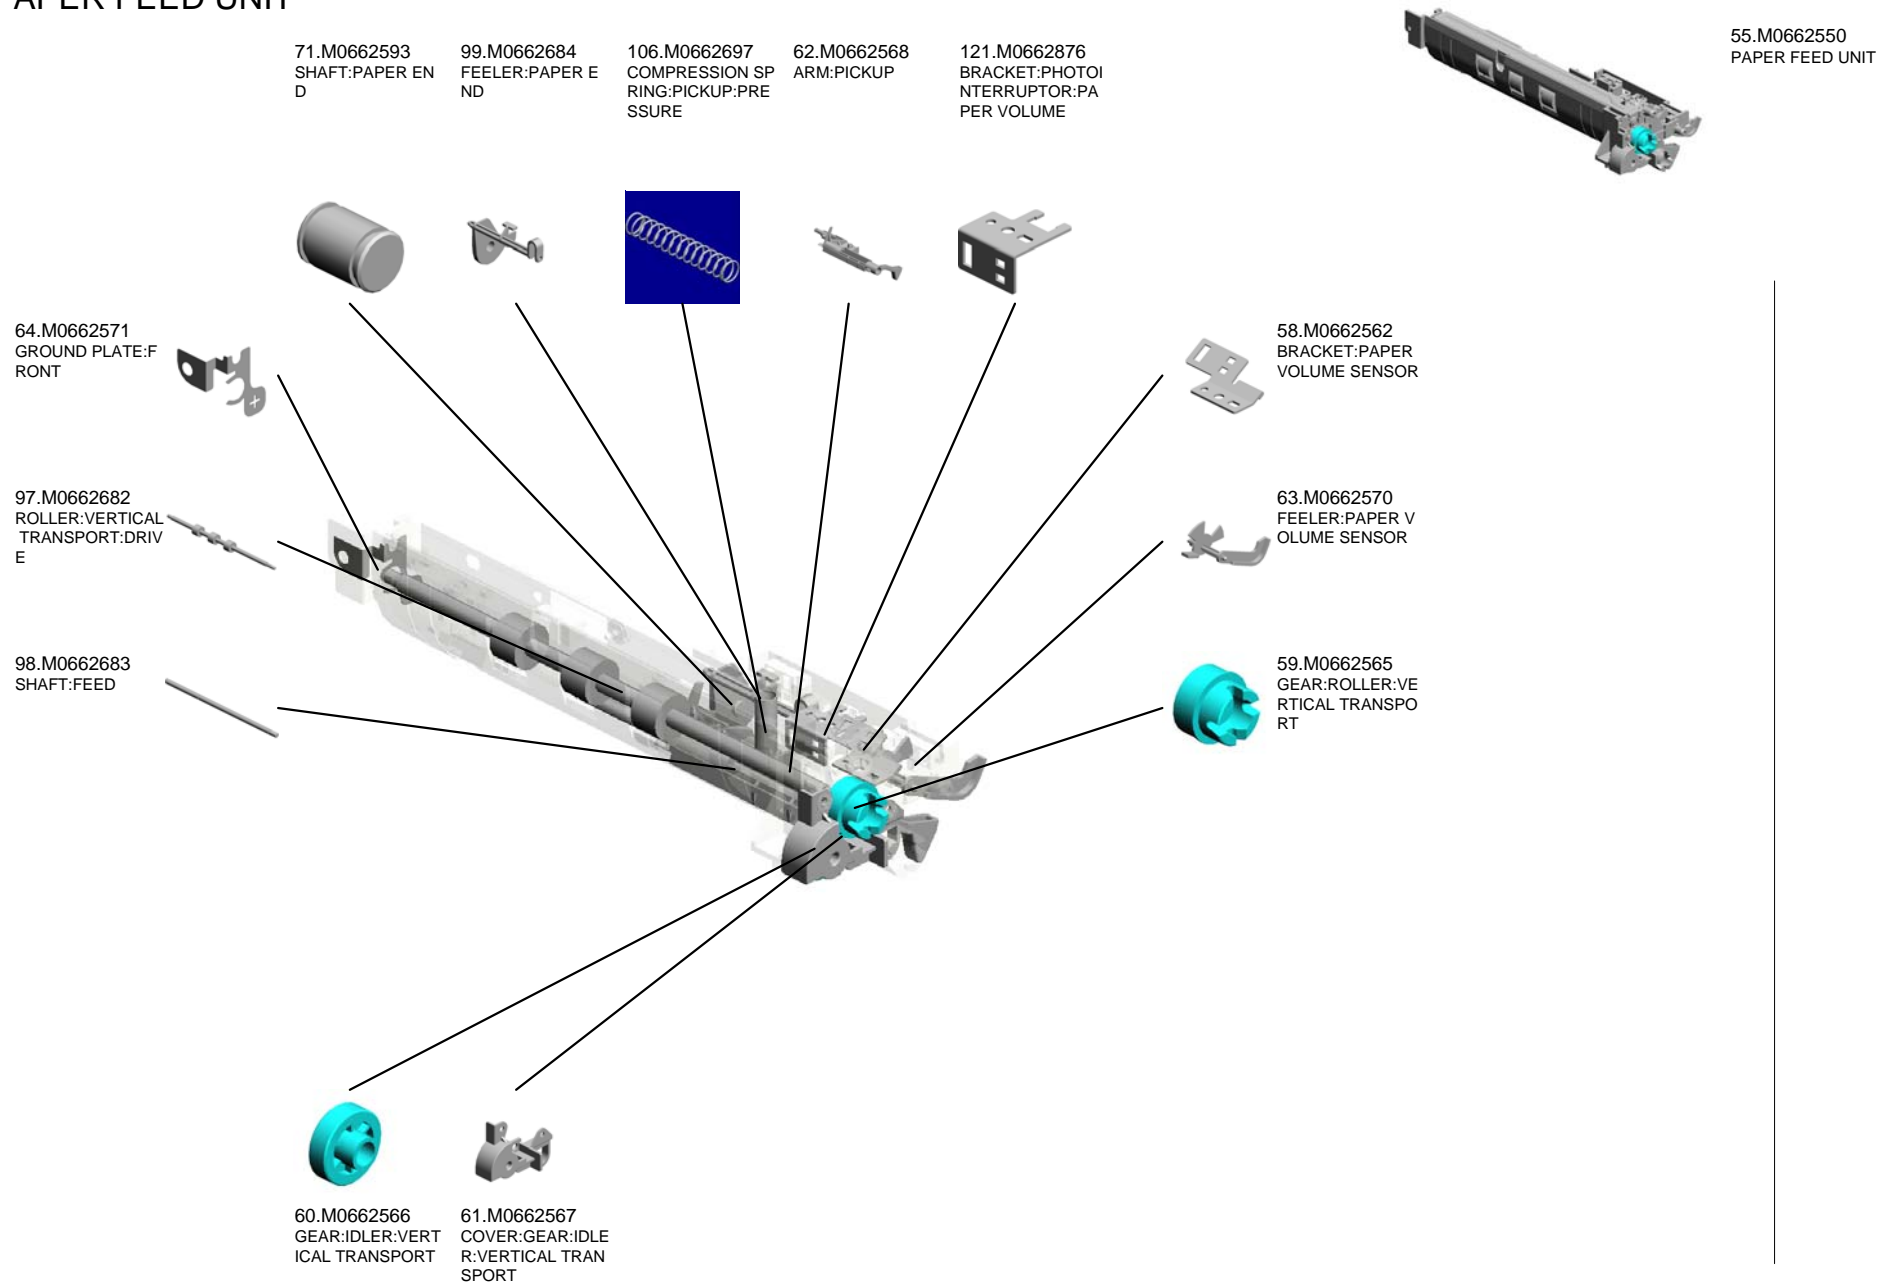 APER FEED UNIT
55.M0662550
PAPER FEED UNIT
71.M0662593
SHAFT:PAPER EN
D
99.M0662684
FEELER:PAPER E
ND
106.M0662697
COMPRESSION SP
RING:PICKUP:PRE
SSURE
62.M0662568
ARM:PICKUP
121.M0662876
BRACKET:PHOTOI
NTERRUPTOR:PA
PER VOLUME
64.M0662571
GROUND PLATE:F
RONT
58.M0662562
BRACKET:PAPER
VOLUME SENSOR
97.M0662682
ROLLER:VERTICAL
TRANSPORT:DRIV
E
63.M0662570
FEELER:PAPER V
OLUME SENSOR
98.M0662683
SHAFT:FEED
59.M0662565
GEAR:ROLLER:VE
RTICAL TRANSPO
RT
60.M0662566
GEAR:IDLER:VERT
ICAL TRANSPORT
61.M0662567
COVER:GEAR:IDLE
R:VERTICAL TRAN
SPORT